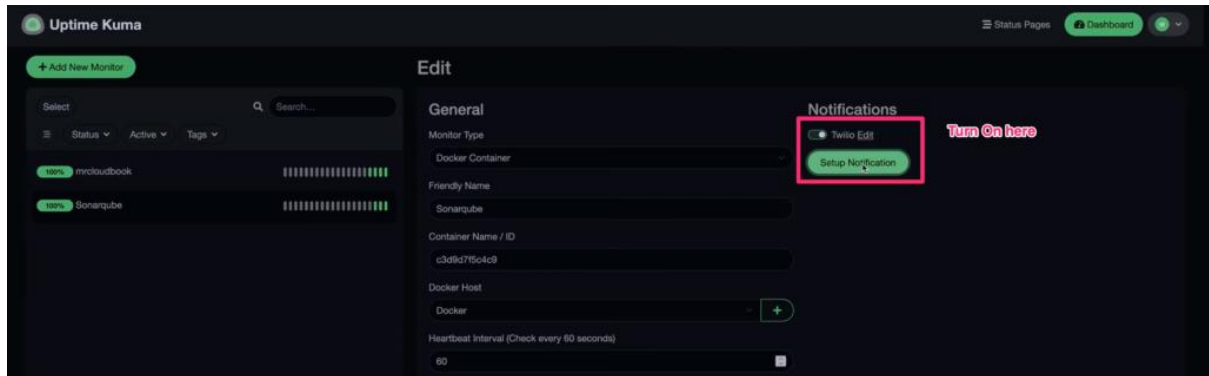 Uptime Kuma
Status Pages
Dashboard
+ Add New Monitor
Select
Search...
Status
Active
Tags
100% mrcloudbook
100% Sonarqube
Edit
General
Monitor Type
Docker Container
Friendly Name
Sonarqube
Container Name / ID
c3d9d7f5c4c9
Docker Host
Docker
+
Heartbeat Interval (Check every 60 seconds)
60
Notifications
Twilio Edit
Setup Notification
Turn On here